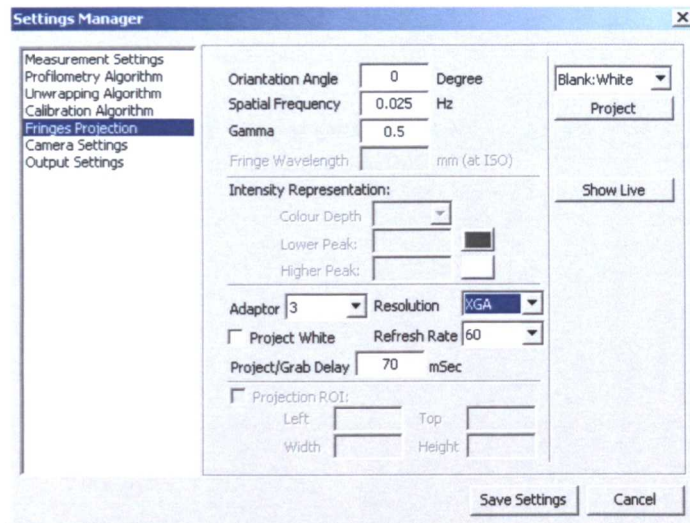 Settings Manager
Measurement Settings
Profilometry Algorithm
Unwrapping Algorithm
Calibration Algorithm
Fringes Projection
Camera Settings
Output Settings
Oriantation Angle 0 Degree
Spatial Frequency 0.025 Hz
Gamma 0.5
Fringe Wavelength mm (at ISO)
Intensity Representation:
Colour Depth
Lower Peak:
Higher Peak:
Adaptor 3 Resolution XGA
Project White Refresh Rate 60
Project/Grab Delay 70 mSec
Projection ROI:
Left Top
Width Height
Blank:White
Project
Show Live
Save Settings Cancel